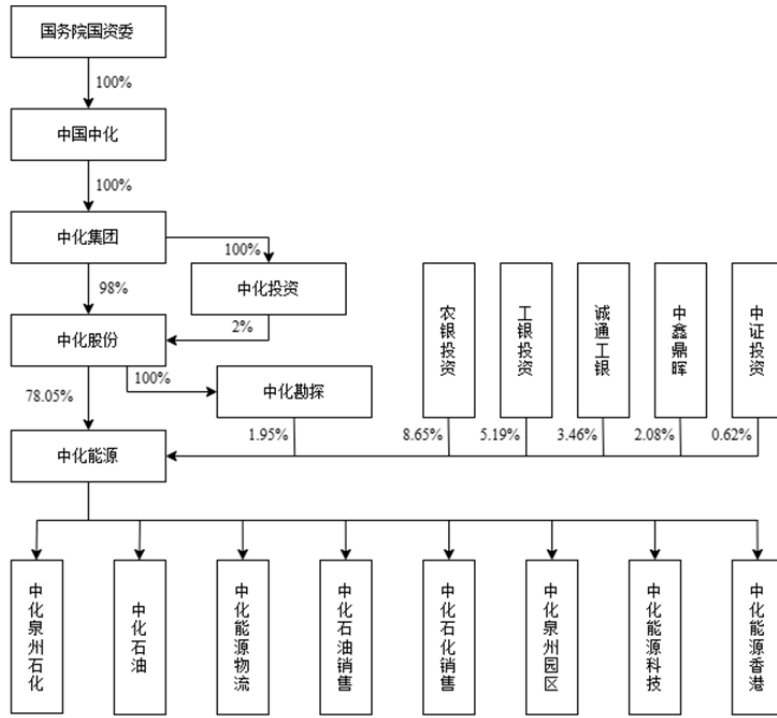 国务院国资委
100%
中国中化
100%
中化集团
100%
98%
中化投资
2%
中化股份
78.05%
100%
中化勘探
1.95%
农银投资
8.65%
工银投资
5.19%
诚通工银
3.46%
中鑫鼎晖
2.08%
中证投资
0.62%
中化能源
中化泉州石化
中化石油
中化能源物流
中化石油销售
中化石化销售
中化泉州园区
中化能源科技
中化能源香港